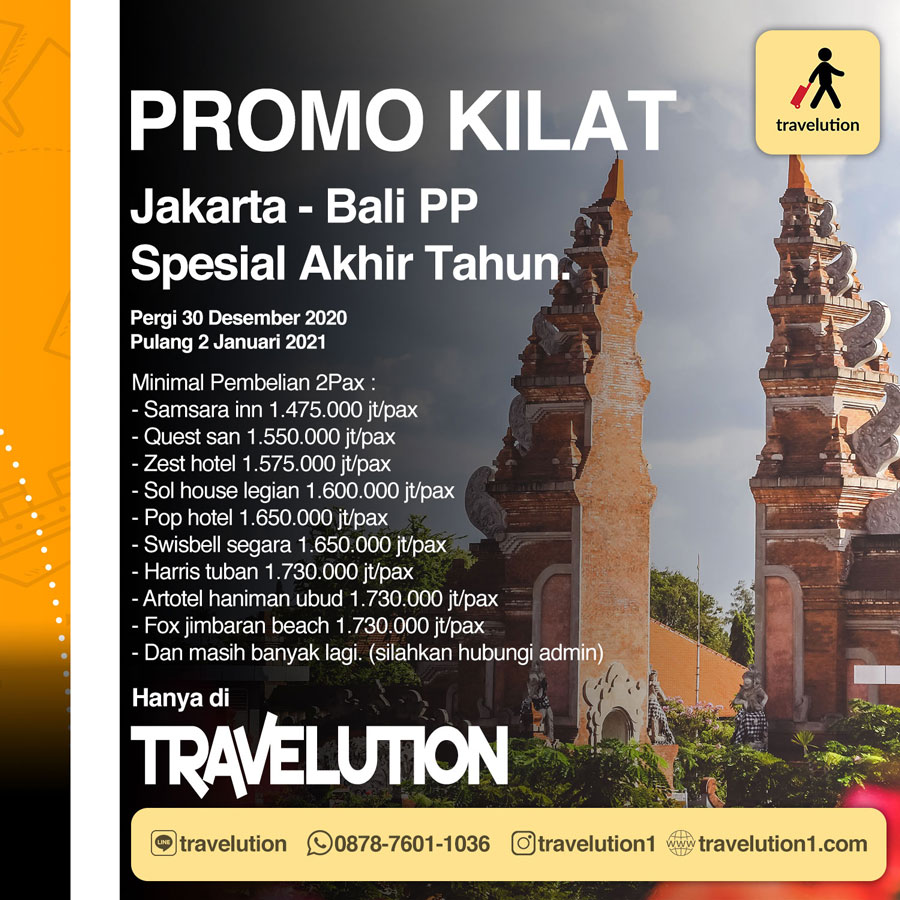 travelution
PROMO KILAT
Jakarta - Bali PP
Spesial Akhir Tahun.
Pergi 30 Desember 2020
Pulang 2 Januari 2021
Minimal Pembelian 2Pax :
- Samsara inn 1.475.000 jt/pax
- Quest san 1.550.000 jt/pax
- Zest hotel 1.575.000 jt/pax
- Sol house legian 1.600.000 jt/pax
- Pop hotel 1.650.000 jt/pax
- Swisbell segara 1.650.000 jt/pax
- Harris tuban 1.730.000 jt/pax
- Artotel haniman ubud 1.730.000 jt/pax
- Fox jimbaran beach 1.730.000 jt/pax
- Dan masih banyak lagi. (silahkan hubungi admin)
Hanya di
TRAVELUTION
LINE travelution 0878-7601-1036 travelution1 www travelution1.com